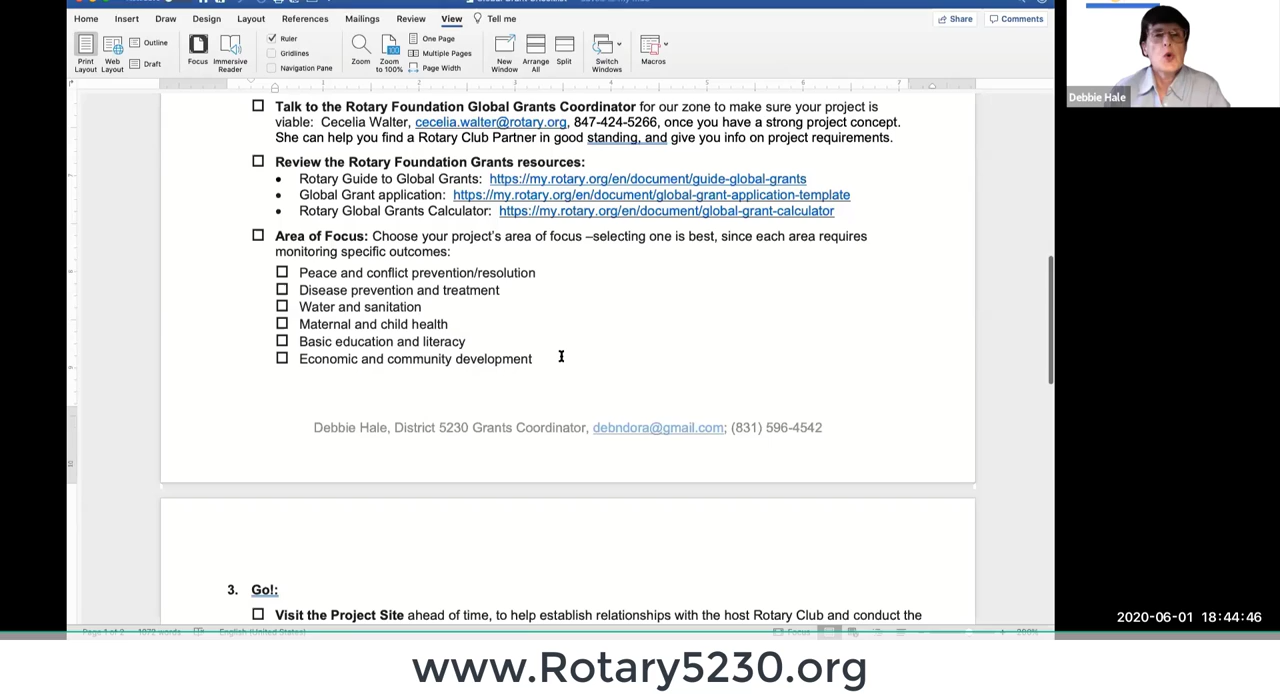 Home Insert Draw Design Layout References Mailings Review View Tell me Share Comments
Print Layout Web Layout Outline Draft Focus Immersive Reader Ruler Gridlines Navigation Pane Zoom Zoom to 100% One Page Multiple Pages Page Width New Window Arrange All Split Switch Windows Macros
Debbie Hale
Talk to the Rotary Foundation Global Grants Coordinator for our zone to make sure your project is
viable: Cecelia Walter, cecelia.walter@rotary.org, 847-424-5266, once you have a strong project concept.
She can help you find a Rotary Club Partner in good standing, and give you info on project requirements.
Review the Rotary Foundation Grants resources:
• Rotary Guide to Global Grants: https://my.rotary.org/en/document/guide-global-grants
• Global Grant application: https://my.rotary.org/en/document/global-grant-application-template
• Rotary Global Grants Calculator: https://my.rotary.org/en/document/global-grant-calculator
Area of Focus: Choose your project's area of focus –selecting one is best, since each area requires
monitoring specific outcomes:
Peace and conflict prevention/resolution
Disease prevention and treatment
Water and sanitation
Maternal and child health
Basic education and literacy
Economic and community development
Debbie Hale, District 5230 Grants Coordinator, debndora@gmail.com; (831) 596-4542
3. Go!:
Visit the Project Site ahead of time, to help establish relationships with the host Rotary Club and conduct the
2020-06-01 18:44:46
www.Rotary5230.org